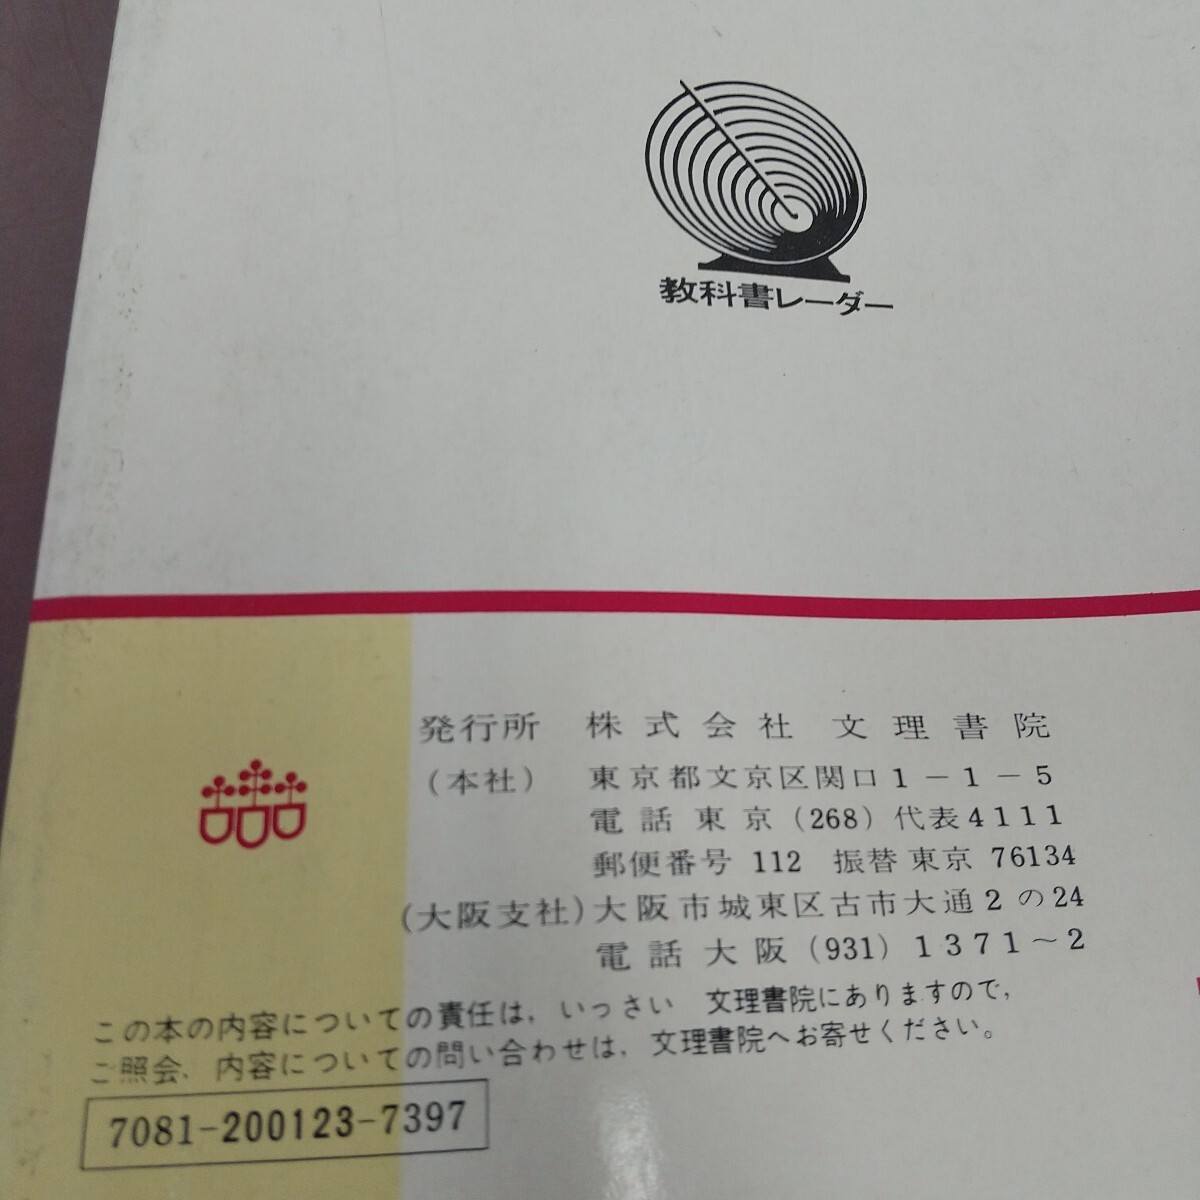 教科書レーダー
発行所 株式会社 文理書院
(本社) 東京都文京区関口1-1-5
電話 東京(268)代表4111
郵便番号 112 振替 東京 76134
(大阪支社)大阪市城東区古市大通2の24
電話 大阪(931)1371~2
この本の内容についての責任は、いっさい 文理書院にありますので、
ご照会、内容についての問い合わせは、文理書院へお寄せください。
7081-200123-7397